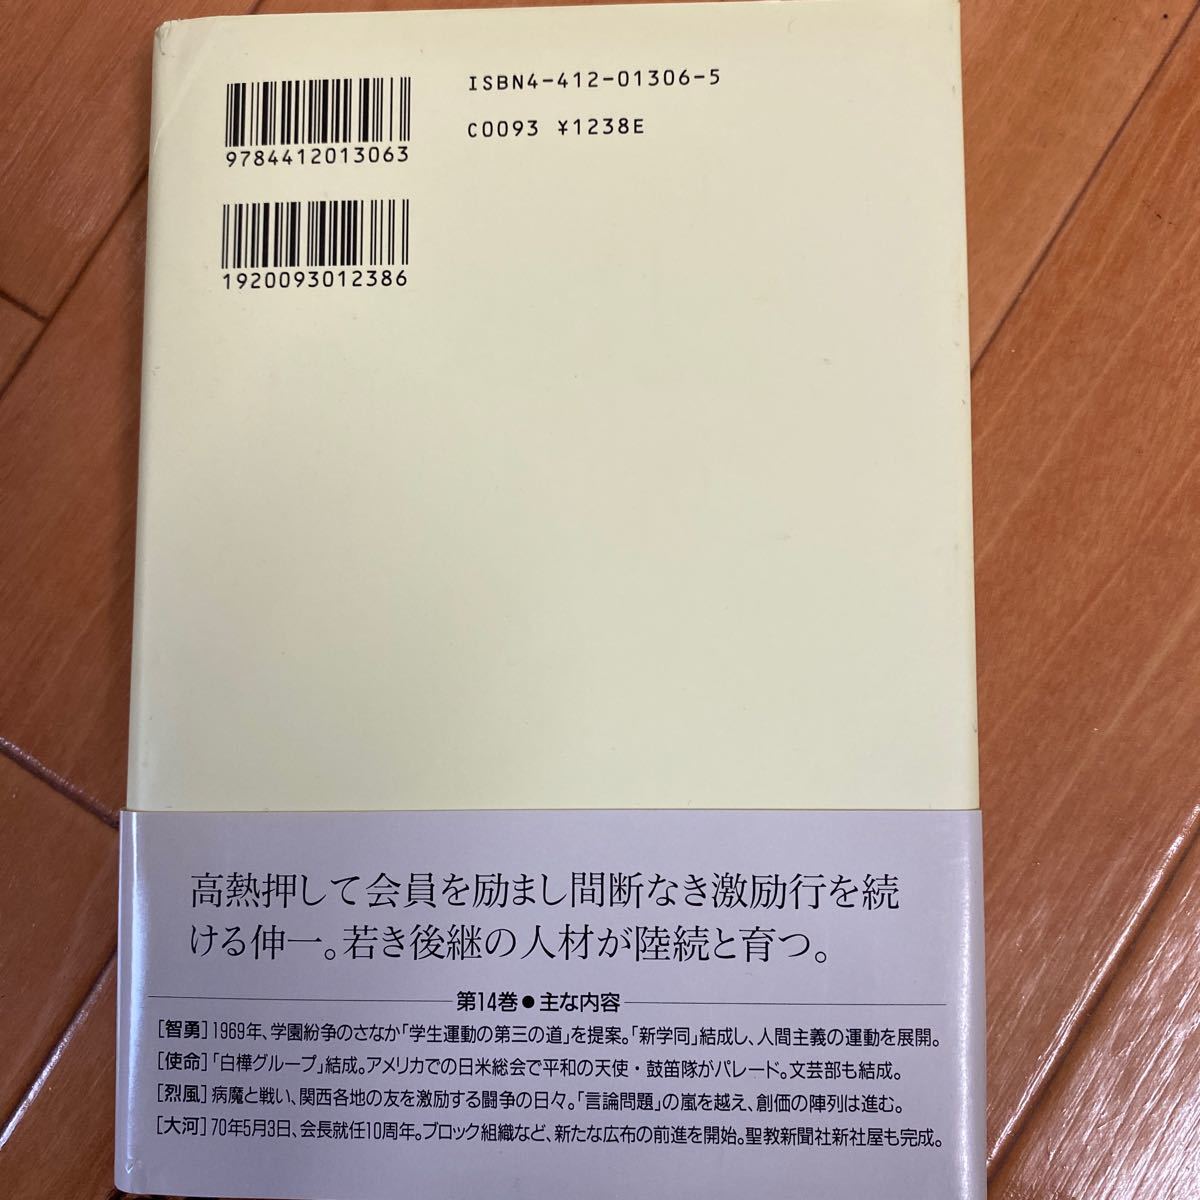 ISBN4-412-01306-5
C0093 ¥1238E
9784412013063
1920093012386
高熱押して会員を励まし間断なき激励行を続
ける伸一。若き後継の人材が陸続と育つ。
第14巻●主な内容
[智勇]1969年、学園紛争のさなか「学生運動の第三の道」を提案。「新学同」結成し、人間主義の運動を展開。
[使命]「白樺グループ」結成。アメリカでの日米総会で平和の天使・鼓笛隊がパレード。文芸部も結成。
[烈風]病魔と戦い、関西各地の友を激励する闘争の日々。「言論問題」の嵐を越え、創価の陣列は進む。
[大河]70年5月3日、会長就任10周年。ブロック組織など、新たな広布の前進を開始。聖教新聞社新社屋も完成。